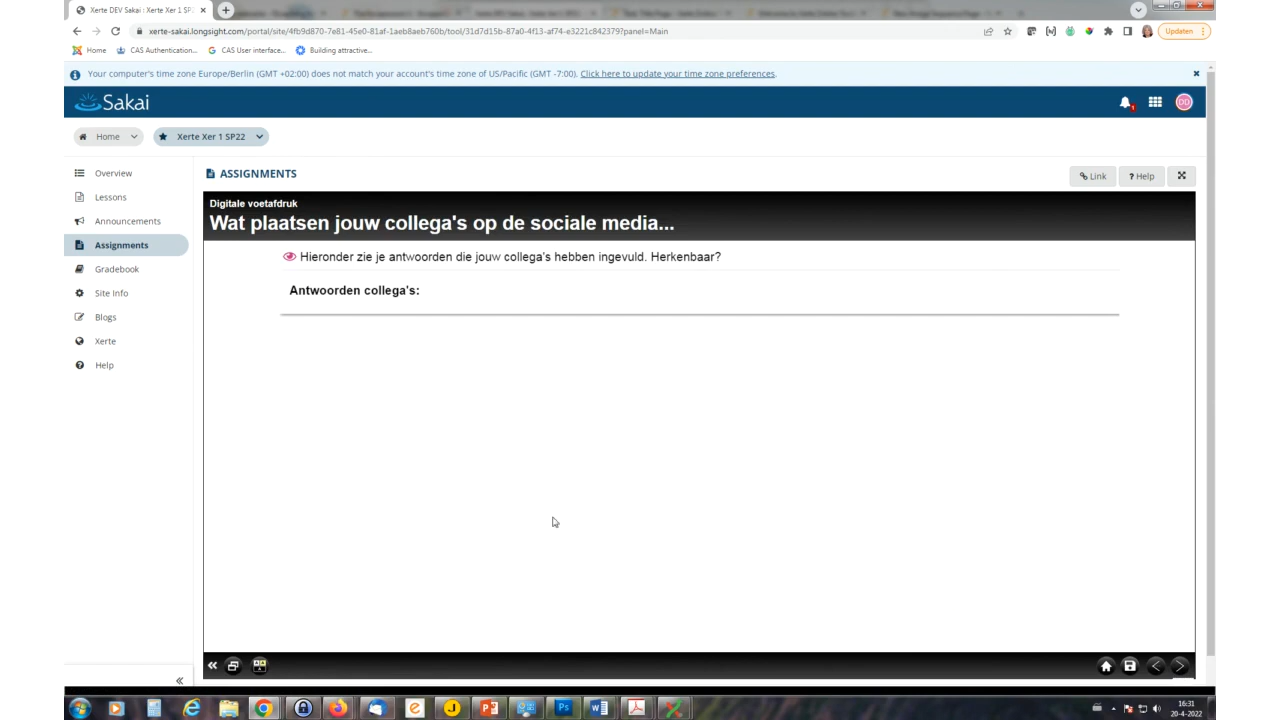 Xerte DEV Sakai : Xerte Xer 1 SP:
xerte-sakai.longsight.com/portal/site/4fb9d870-7e81-45e0-81af-1aeb8aeb760b/tool/31d7d15b-87a0-4f13-af74-e3221c842379?panel=Main
Updaten
Home CAS Authentication... CAS User interface... Building attractive...
Your computer's time zone Europe/Berlin (GMT +02:00) does not match your account's time zone of US/Pacific (GMT -7:00). Click here to update your time zone preferences.
Sakai
1
DD
Home Xerte Xer 1 SP22
Overview
Lessons
Announcements
Assignments
Gradebook
Site Info
Blogs
Xerte
Help
ASSIGNMENTS
Link ? Help
Digitale voetafdruk
Wat plaatsen jouw collega's op de sociale media...
Hieronder zie je antwoorden die jouw collega's hebben ingevuld. Herkenbaar?
Antwoorden collega's:
16:31
20-4-2022